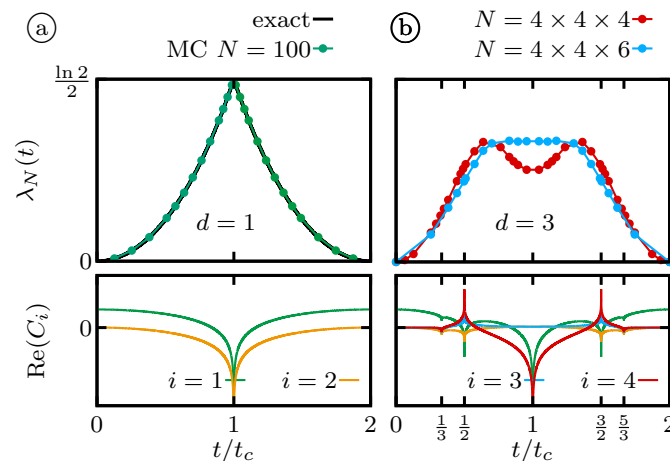 a
exact
MC N = 100
b
N = 4 × 4 × 4
N = 4 × 4 × 6
ln 2
2
λ_N(t)
0
d = 1
d = 3
Re(C_i)
0
i = 1
i = 2
i = 3
i = 4
0 1 2
t/t_c
0 1/3 1/2 1 3/2 5/3 2
t/t_c